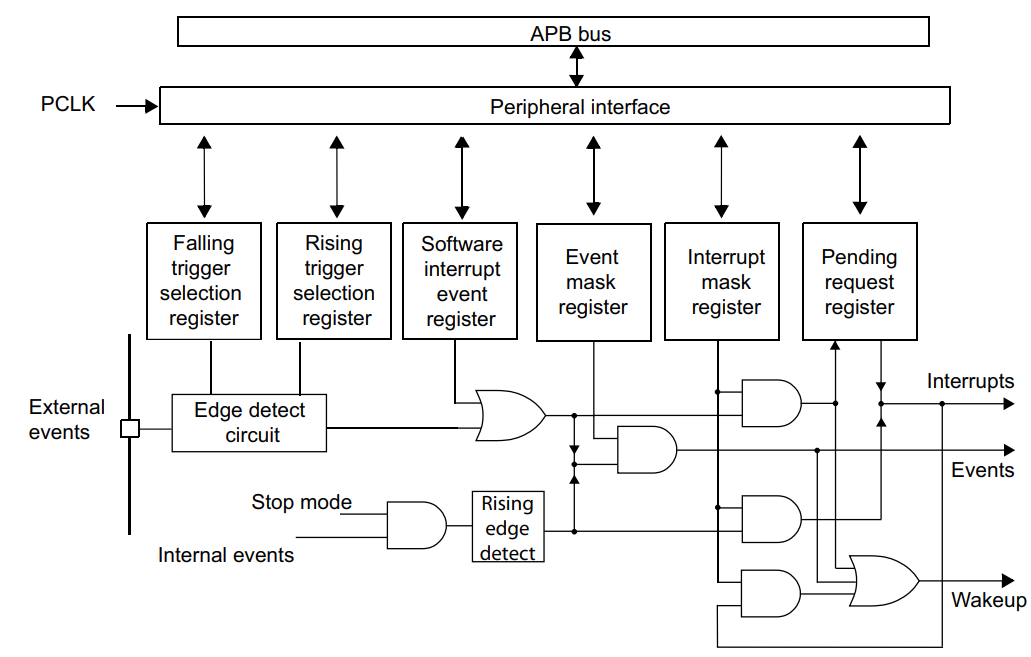 APB bus
PCLK
Peripheral interface
Falling
trigger
selection
register
Rising
trigger
selection
register
Software
interrupt
event
register
Event
mask
register
Interrupt
mask
register
Pending
request
register
External
events
Edge detect
circuit
Interrupts
Events
Stop mode
Internal events
Rising
edge
detect
Wakeup